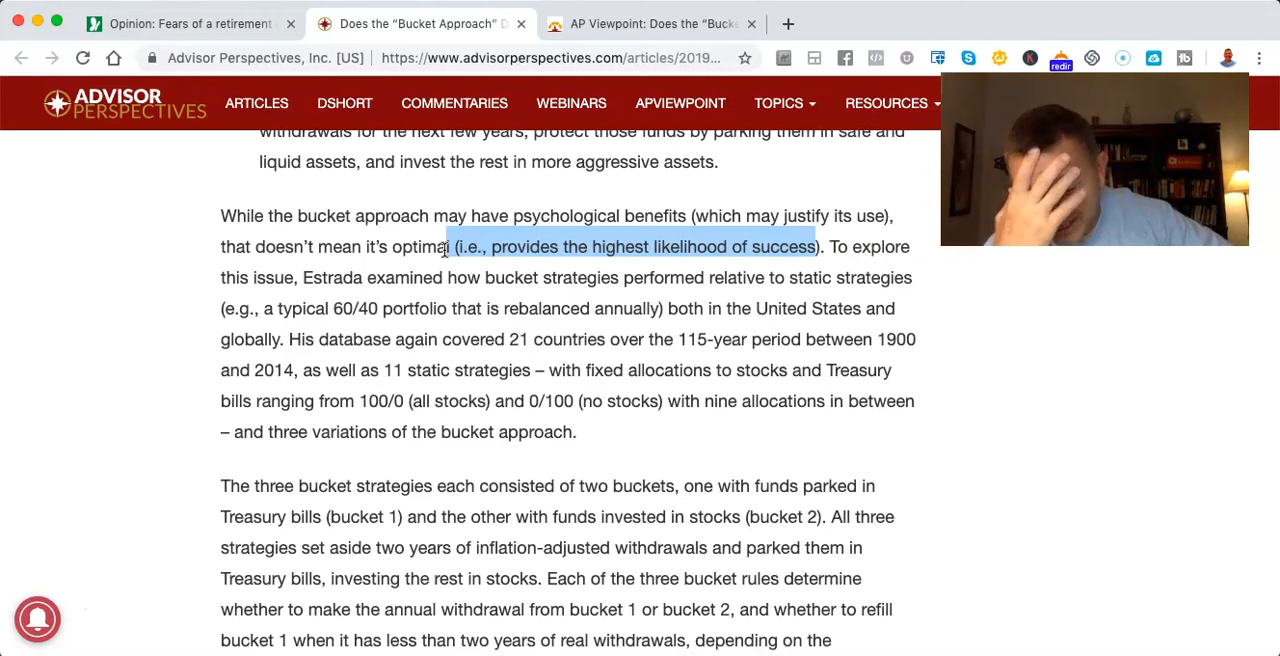 Opinion: Fears of a retirement
Does the “Bucket Approach” D
AP Viewpoint: Does the “Bucke
Advisor Perspectives, Inc. [US]
https://www.advisorperspectives.com/articles/2019...
redir
ADVISOR
PERSPECTIVES
ARTICLES
DSHORT
COMMENTARIES
WEBINARS
APVIEWPOINT
TOPICS
RESOURCES
withdrawals for the next few years, protect those funds by parking them in safe and
liquid assets, and invest the rest in more aggressive assets.
While the bucket approach may have psychological benefits (which may justify its use),
that doesn’t mean it’s optimal (i.e., provides the highest likelihood of success). To explore
this issue, Estrada examined how bucket strategies performed relative to static strategies
(e.g., a typical 60/40 portfolio that is rebalanced annually) both in the United States and
globally. His database again covered 21 countries over the 115-year period between 1900
and 2014, as well as 11 static strategies – with fixed allocations to stocks and Treasury
bills ranging from 100/0 (all stocks) and 0/100 (no stocks) with nine allocations in between
– and three variations of the bucket approach.
The three bucket strategies each consisted of two buckets, one with funds parked in
Treasury bills (bucket 1) and the other with funds invested in stocks (bucket 2). All three
strategies set aside two years of inflation-adjusted withdrawals and parked them in
Treasury bills, investing the rest in stocks. Each of the three bucket rules determine
whether to make the annual withdrawal from bucket 1 or bucket 2, and whether to refill
bucket 1 when it has less than two years of real withdrawals, depending on the